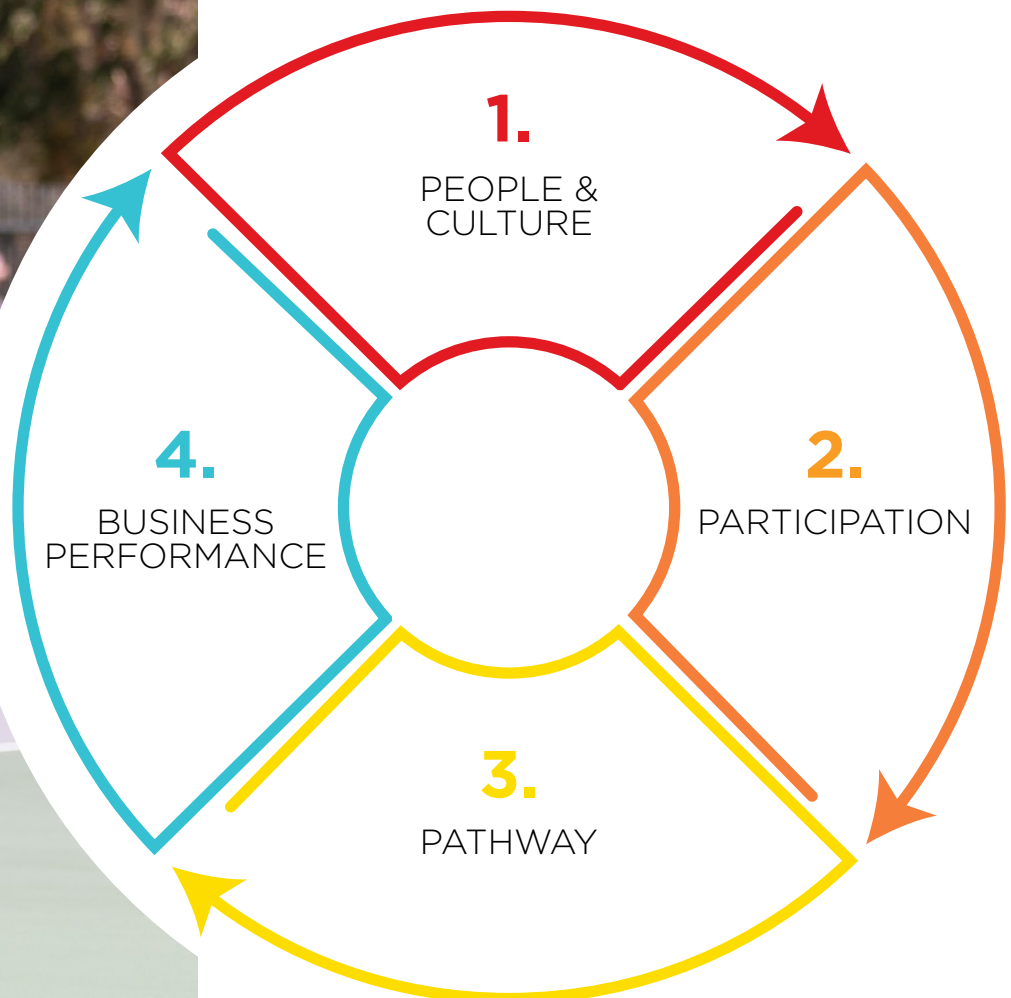 1.
PEOPLE &
CULTURE
2.
PARTICIPATION
3.
PATHWAY
4.
BUSINESS
PERFORMANCE